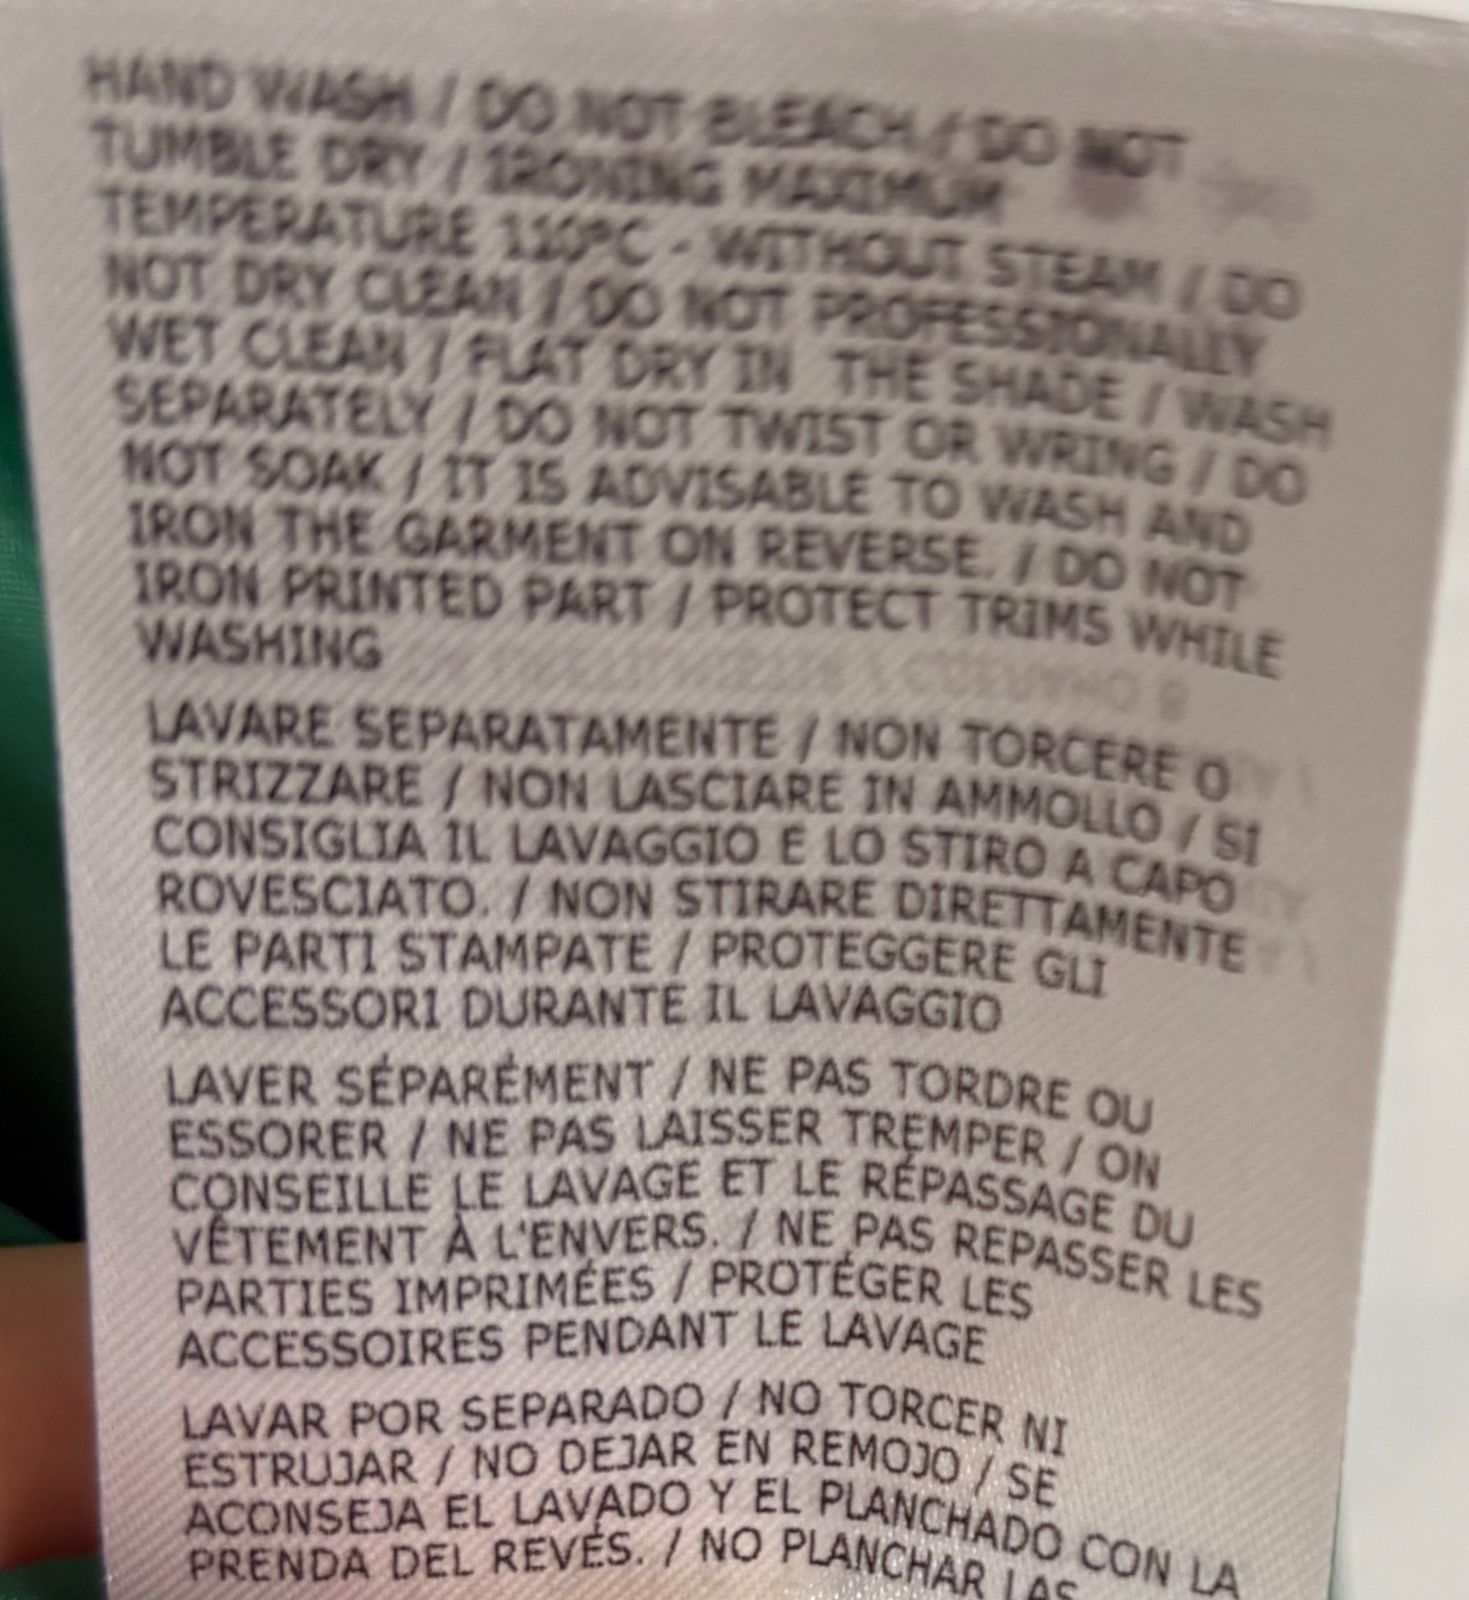 HAND WASH / DO NOT BLEACH / DO NOT
TUMBLE DRY / IRONING MAXIMUM
TEMPERATURE 110°C - WITHOUT STEAM / DO
NOT DRY CLEAN / DO NOT PROFESSIONALLY
WET CLEAN / FLAT DRY IN THE SHADE / WASH
SEPARATELY / DO NOT TWIST OR WRING / DO
NOT SOAK / IT IS ADVISABLE TO WASH AND
IRON THE GARMENT ON REVERSE. / DO NOT
IRON PRINTED PART / PROTECT TRIMS WHILE
WASHING
LAVARE SEPARATAMENTE / NON TORCERE O
STRIZZARE / NON LASCIARE IN AMMOLLO / SI
CONSIGLIA IL LAVAGGIO E LO STIRO A CAPO
ROVESCIATO. / NON STIRARE DIRETTAMENTE
LE PARTI STAMPATE / PROTEGGERE GLI
ACCESSORI DURANTE IL LAVAGGIO
LAVER SÉPARÉMENT / NE PAS TORDRE OU
ESSORER / NE PAS LAISSER TREMPER / ON
CONSEILLE LE LAVAGE ET LE RÉPASSAGE DU
VÊTEMENT À L'ENVERS. / NE PAS REPASSER LES
PARTIES IMPRIMÉES / PROTÉGER LES
ACCESSOIRES PENDANT LE LAVAGE
LAVAR POR SEPARADO / NO TORCER NI
ESTRUJAR / NO DEJAR EN REMOJO / SE
ACONSEJA EL LAVADO Y EL PLANCHADO CON LA
PRENDA DEL REVÉS. / NO PLANCHAR LAS